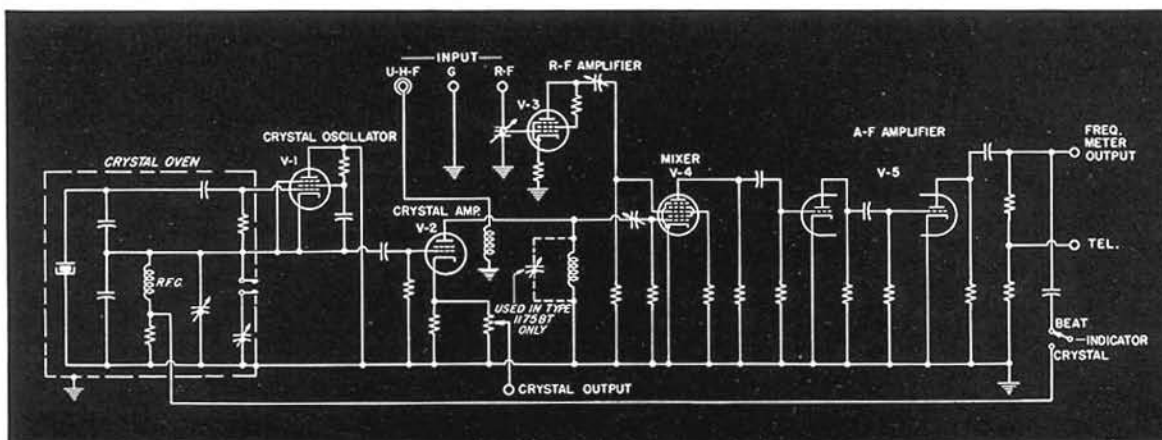 INPUT
U-H-F G R-F
R-F AMPLIFIER
V-3
CRYSTAL OSCILLATOR
V-1
CRYSTAL OVEN
A-F AMPLIFIER
FREQ.
METER
OUTPUT
MIXER
V-4
V-5
CRYSTAL AMP.
V-2
TEL.
R.F.C.
USED IN TYPE
1175BT
ONLY
BEAT
INDICATOR
CRYSTAL
CRYSTAL OUTPUT